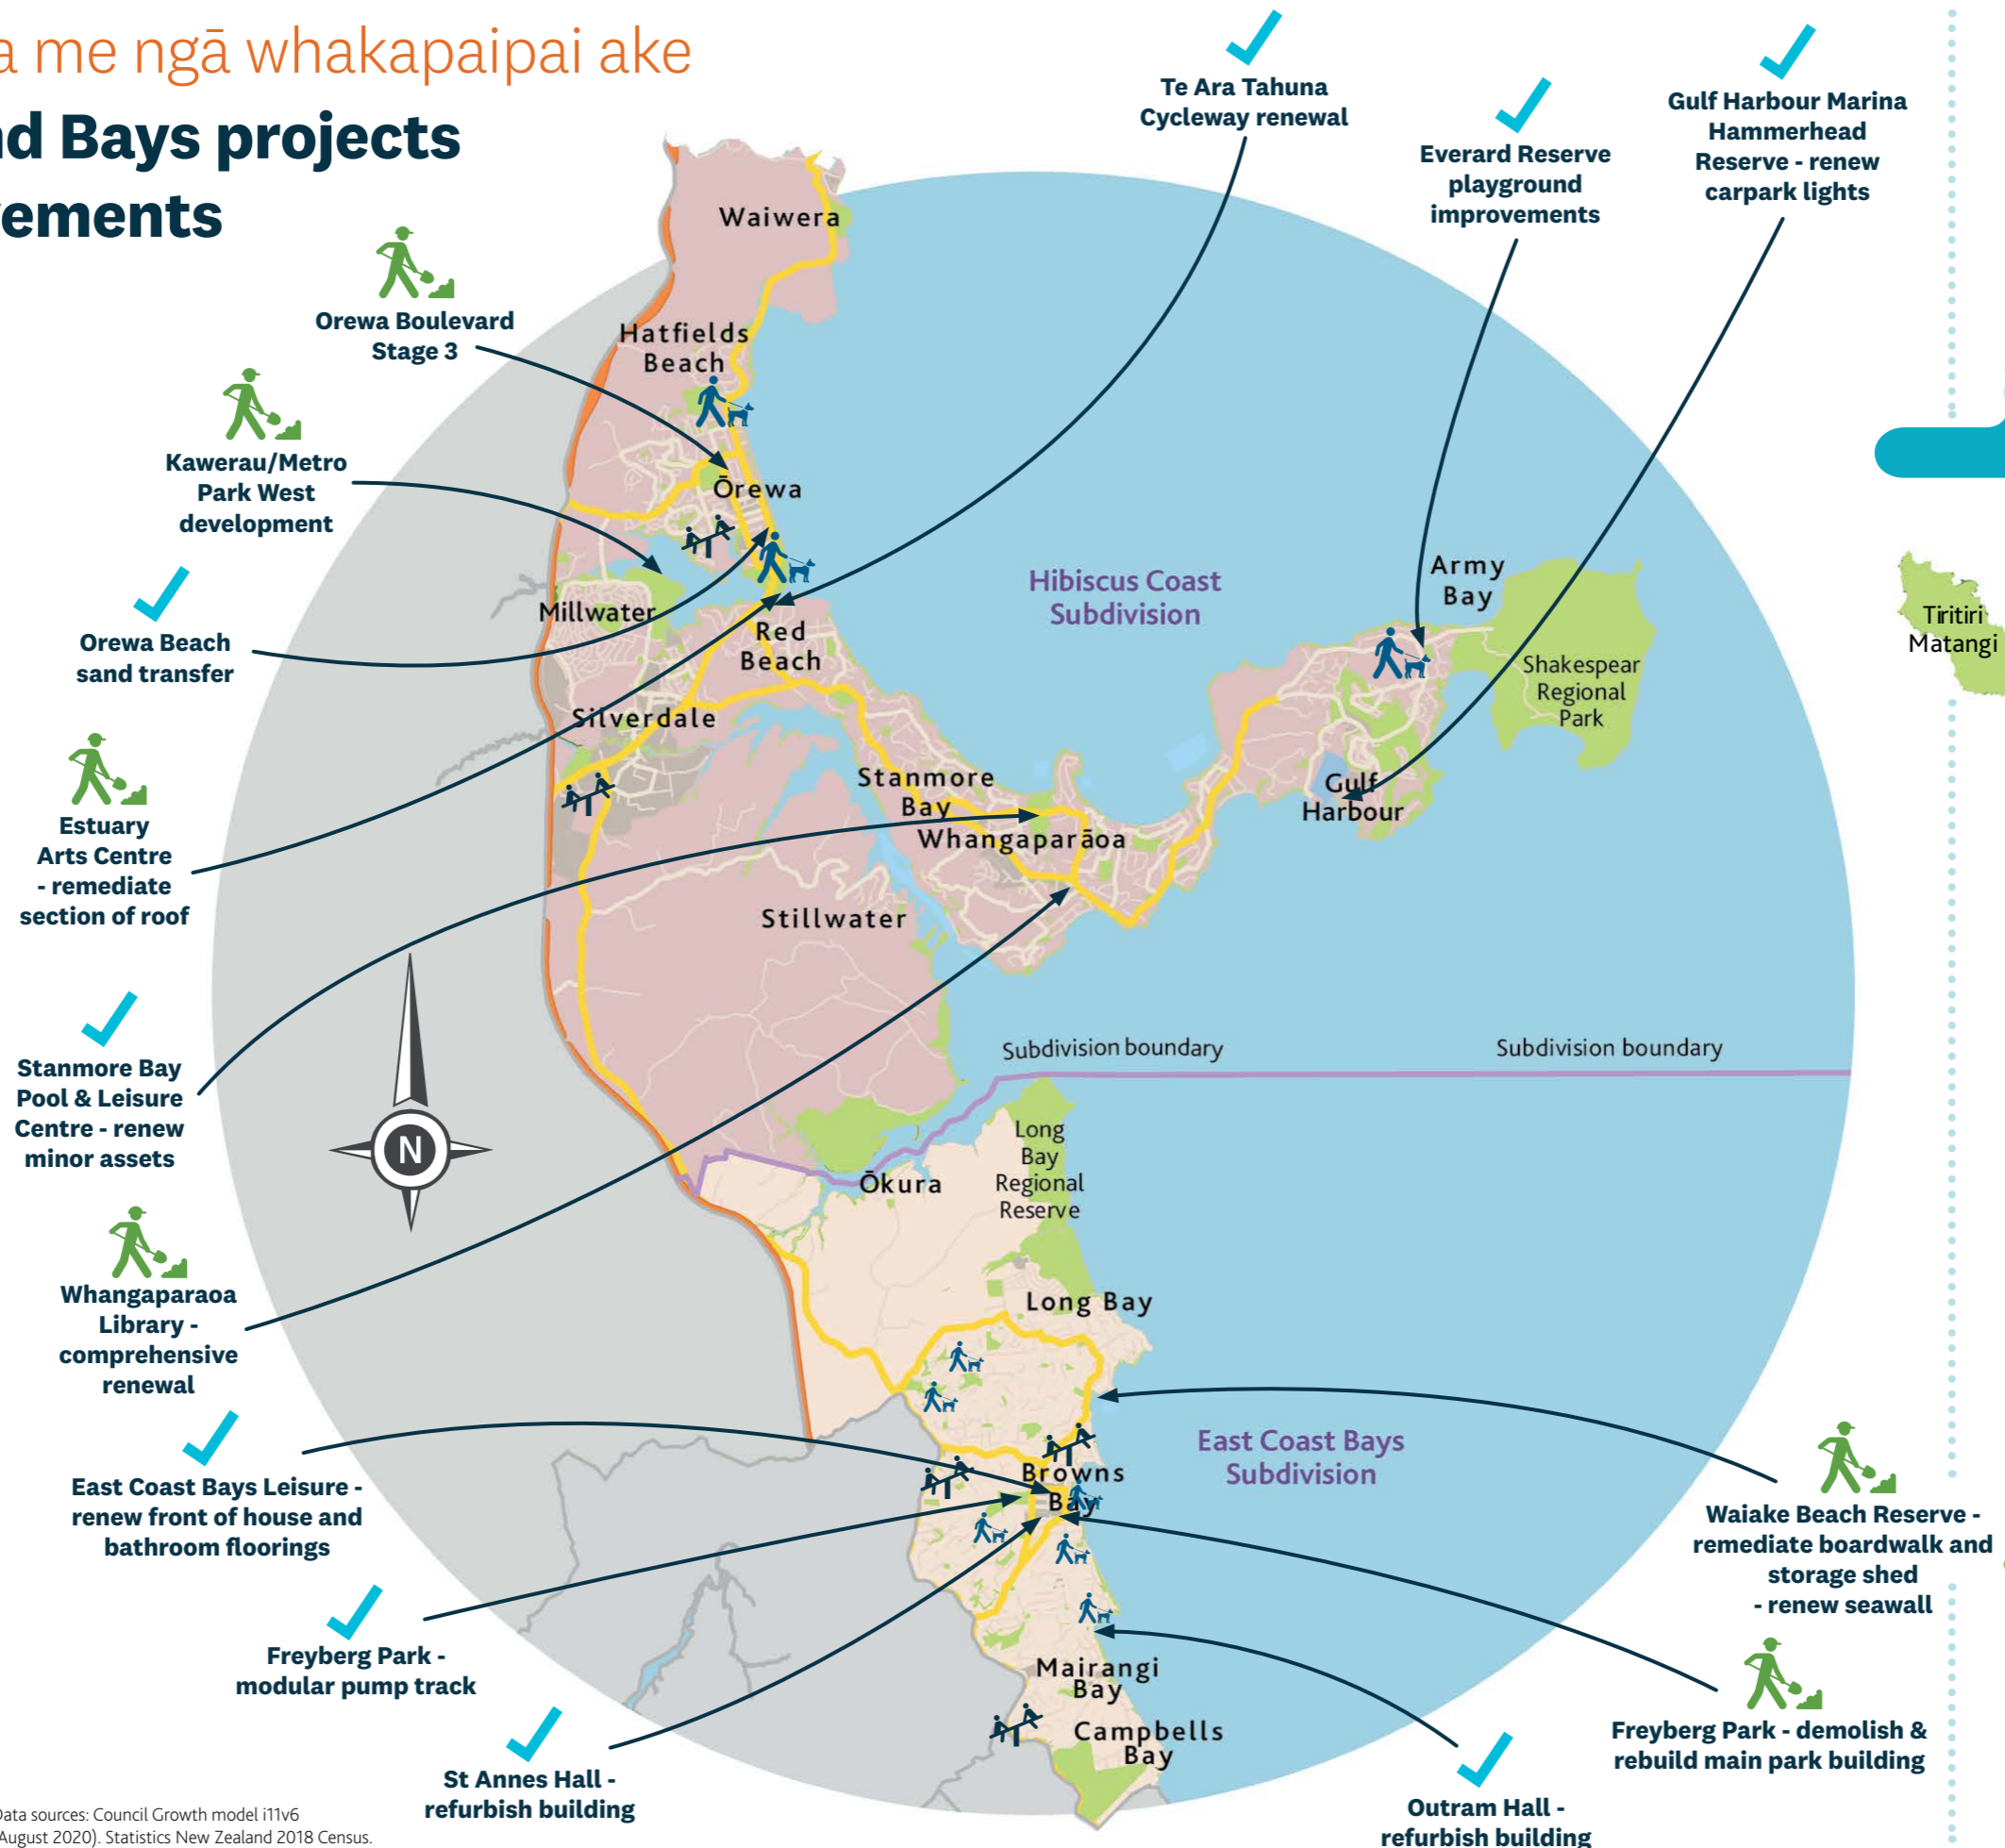 a me ngā whakapaipai ake
nd Bays projects
ements
Te Ara Tahuna
Cycleway renewal
Everard Reserve
playground
improvements
Gulf Harbour Marina
Hammerhead
Reserve - renew
carpark lights
Orewa Boulevard
Stage 3
Kawerau/Metro
Park West
development
Orewa Beach
sand transfer
Estuary
Arts Centre
- remediate
section of roof
Stanmore Bay
Pool & Leisure
Centre - renew
minor assets
Whangaparaoa
Library -
comprehensive
renewal
East Coast Bays Leisure -
renew front of house and
bathroom floorings
Freyberg Park -
modular pump track
St Annes Hall -
refurbish building
Waiwera
Hatfields
Beach
Ōrewa
Millwater
Red
Beach
Silverdale
Hibiscus Coast
Subdivision
Army
Bay
Shakespear
Regional
Park
Tiritiri
Matangi
Stanmore
Bay
Whangaparāoa
Gulf
Harbour
Stillwater
Subdivision boundary
Subdivision boundary
N
Ōkura
Long
Bay
Regional
Reserve
Long Bay
East Coast Bays
Subdivision
Browns
Bay
Mairangi
Bay
Campbells
Bay
Waiake Beach Reserve -
remediate boardwalk and
storage shed
- renew seawall
Freyberg Park - demolish &
rebuild main park building
Outram Hall -
refurbish building
Data sources: Council Growth model i11v6
August 2020). Statistics New Zealand 2018 Census.